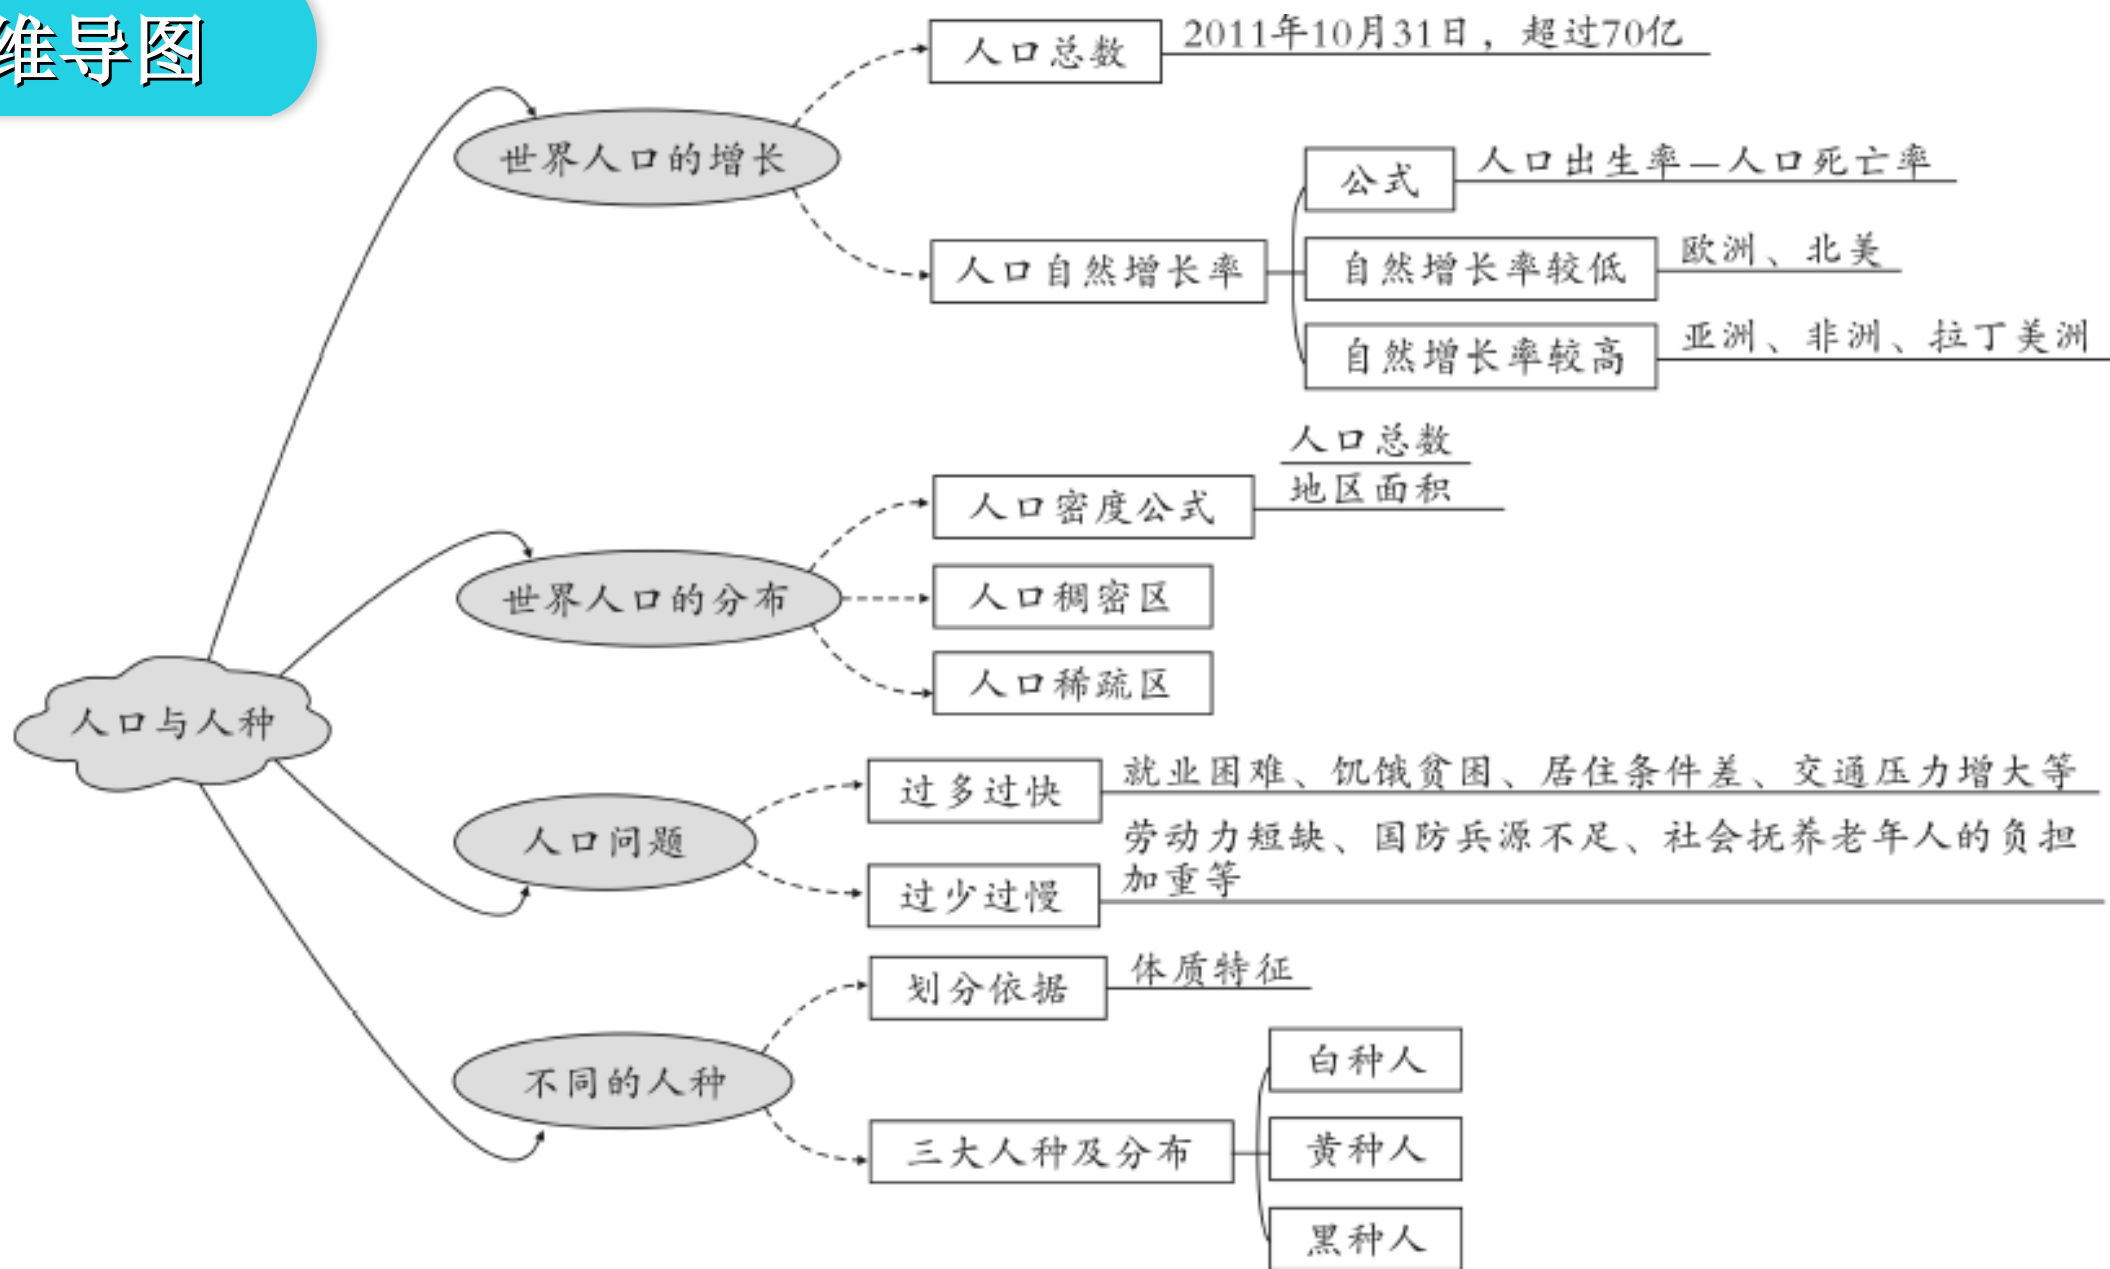 维导图
人口与人种
世界人口的增长
人口总数
2011年10月31日，超过70亿
人口自然增长率
公式
人口出生率—人口死亡率
自然增长率较低
欧洲、北美
自然增长率较高
亚洲、非洲、拉丁美洲
世界人口的分布
人口密度公式
人口总数
地区面积
人口稠密区
人口稀疏区
人口问题
过多过快
就业困难、饥饿贫困、居住条件差、交通压力增大等
过少过慢
劳动力短缺、国防兵源不足、社会抚养老年人的负担
加重等
不同的人种
划分依据
体质特征
三大人种及分布
白种人
黄种人
黑种人